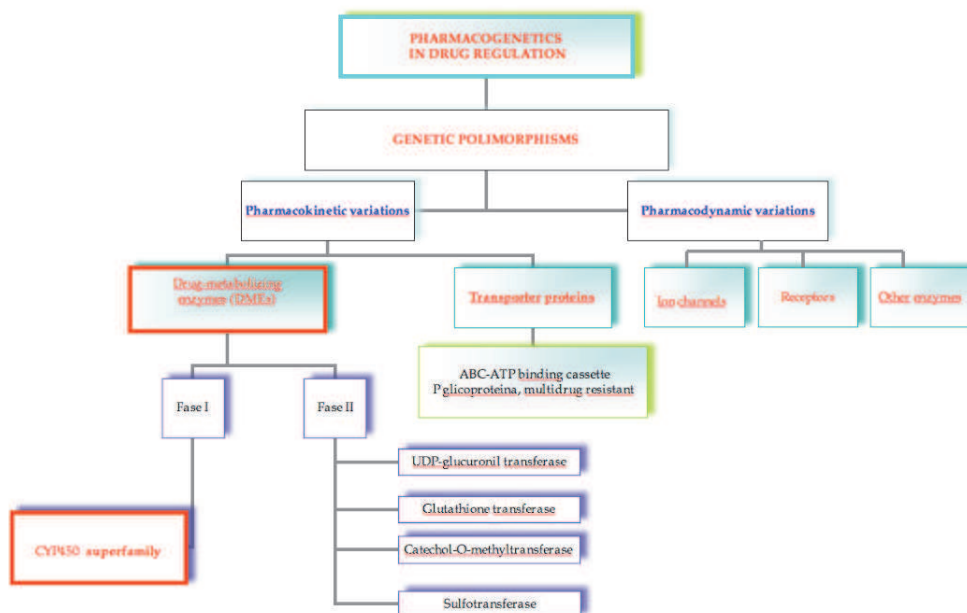 PHARMACOGENETICS
IN DRUG REGULATION
GENETIC POLIMORPHISMS
Pharmacokinetic variations
Pharmacodynamic variations
Drug-metabolizing
enzymes (DMEs)
Transporter proteins
Ion channels
Receptors
Other enzymes
ABC-ATP binding cassette
P glicoproteina, multidrug resistant
Fase I
Fase II
UDP-glucuronil transferase
Glutathione transferase
CYP450 superfamily
Catechol-O-methyltransferase
Sulfotransferase